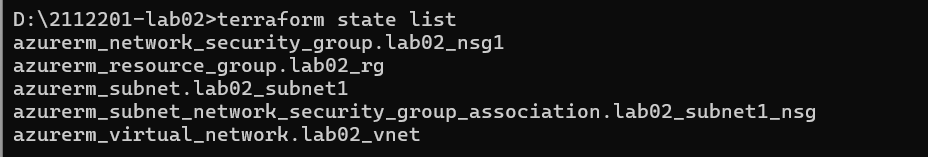 D:\2112201-lab02>terraform state list
azurerm_network_security_group.lab02_nsg1
azurerm_resource_group.lab02_rg
azurerm_subnet.lab02_subnet1
azurerm_subnet_network_security_group_association.lab02_subnet1_nsg
azurerm_virtual_network.lab02_vnet